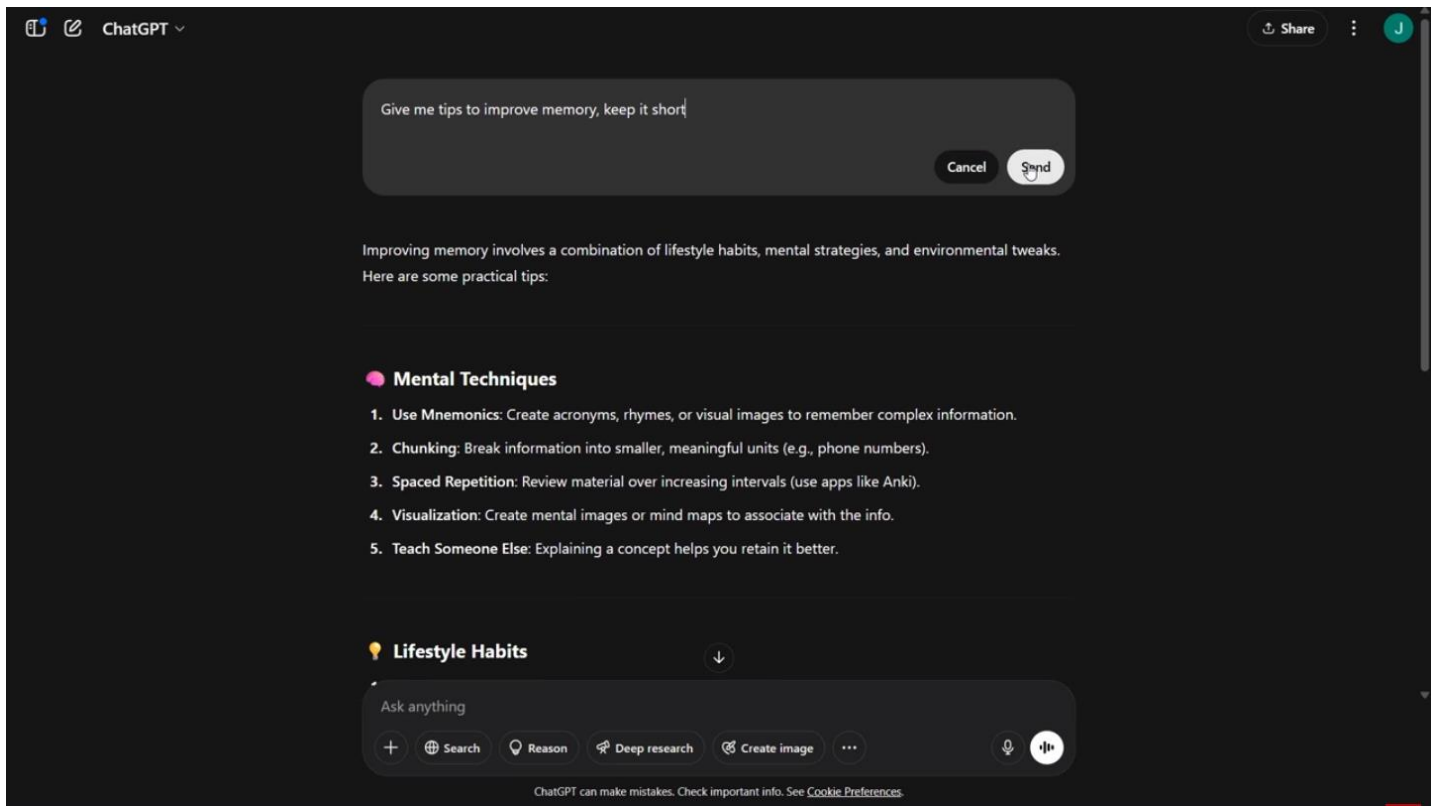 ChatGPT
Share
J
Give me tips to improve memory, keep it short
Cancel
Send
Improving memory involves a combination of lifestyle habits, mental strategies, and environmental tweaks.
Here are some practical tips:
🧠 Mental Techniques
1. Use Mnemonics: Create acronyms, rhymes, or visual images to remember complex information.
2. Chunking: Break information into smaller, meaningful units (e.g., phone numbers).
3. Spaced Repetition: Review material over increasing intervals (use apps like Anki).
4. Visualization: Create mental images or mind maps to associate with the info.
5. Teach Someone Else: Explaining a concept helps you retain it better.
💡 Lifestyle Habits
Ask anything
Search
Reason
Deep research
Create image
ChatGPT can make mistakes. Check important info. See Cookie Preferences.